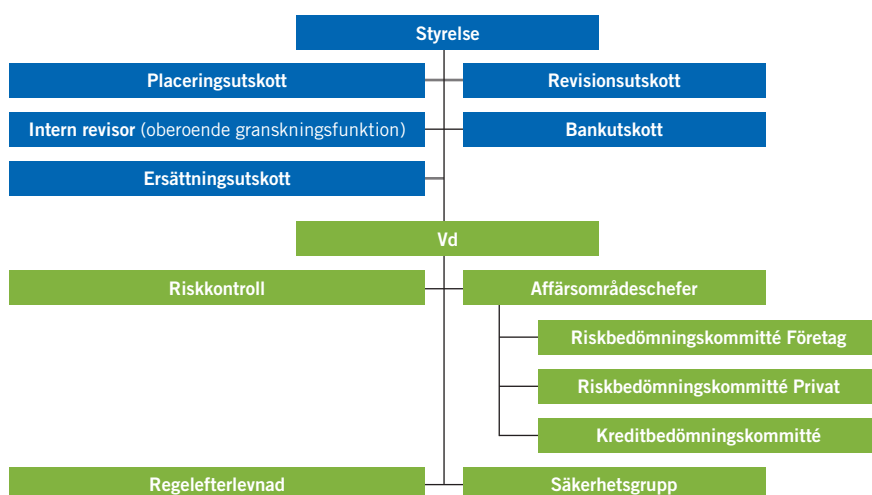 Styrelse
Placeringsutskott
Revisionsutskott
Intern revisor (oberoende granskningsfunktion)
Bankutskott
Ersättningsutskott
Vd
Riskkontroll
Affärsområdeschefer
Riskbedömningskommitté Företag
Riskbedömningskommitté Privat
Kreditbedömningskommitté
Regelefterlevnad
Säkerhetsgrupp